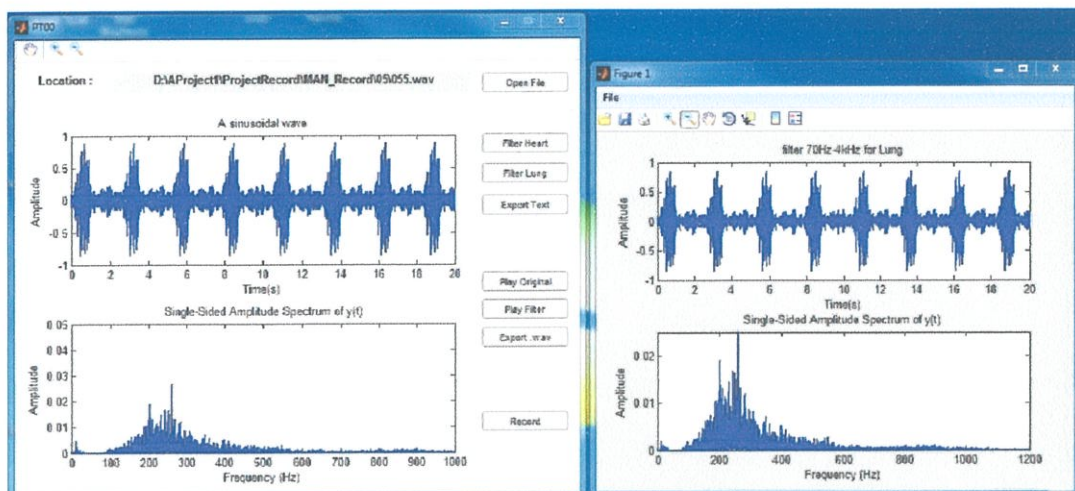 PTOO
Location : D:\AProject1\ProjectRecord\MAN_Record\05\055.wav
Open File
A sinusoidal wave
Filter Heart
Filter Lung
Export Text
Amplitude
1
0.5
0
-0.5
-1
0 2 4 6 8 10 12 14 16 18 20
Time(s)
Play Original
Single-Sided Amplitude Spectrum of y(t)
Play Filter
Export .wav
Record
Amplitude
0.05
0.04
0.03
0.02
0.01
0
0 100 200 300 400 500 600 700 800 900 1000
Frequency (Hz)
Figure 1
File
filter 70Hz-4kHz for Lung
Amplitude
1
0.5
0
-0.5
-1
0 2 4 6 8 10 12 14 16 18 20
Time(s)
Single-Sided Amplitude Spectrum of y(t)
Amplitude
0.02
0.01
0
0 200 400 600 800 1000 1200
Frequency (Hz)